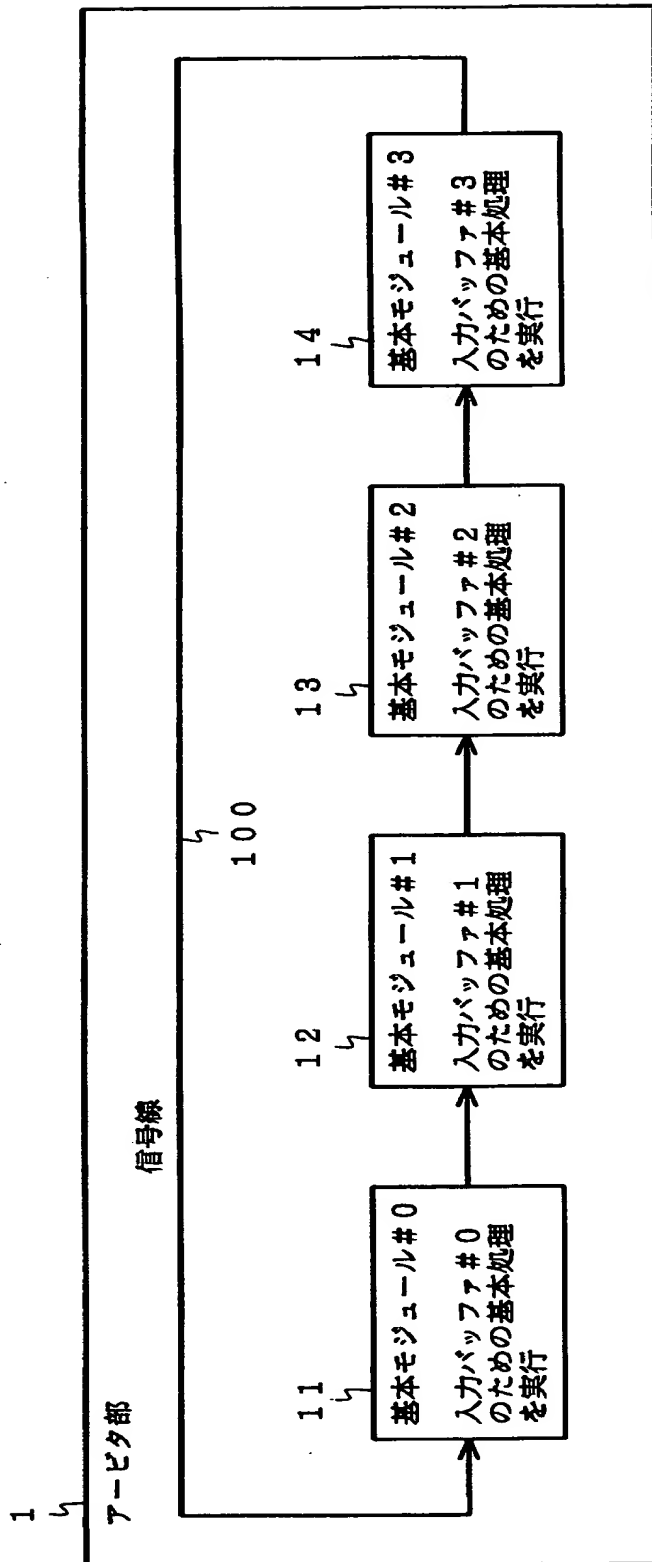 1
アービタ部
信号線
100
11
基本モジュール#0
入力バッファ#0
のための基本処理
を実行
12
基本モジュール#1
入力バッファ#1
のための基本処理
を実行
13
基本モジュール#2
入力バッファ#2
のための基本処理
を実行
14
基本モジュール#3
入力バッファ#3
のための基本処理
を実行